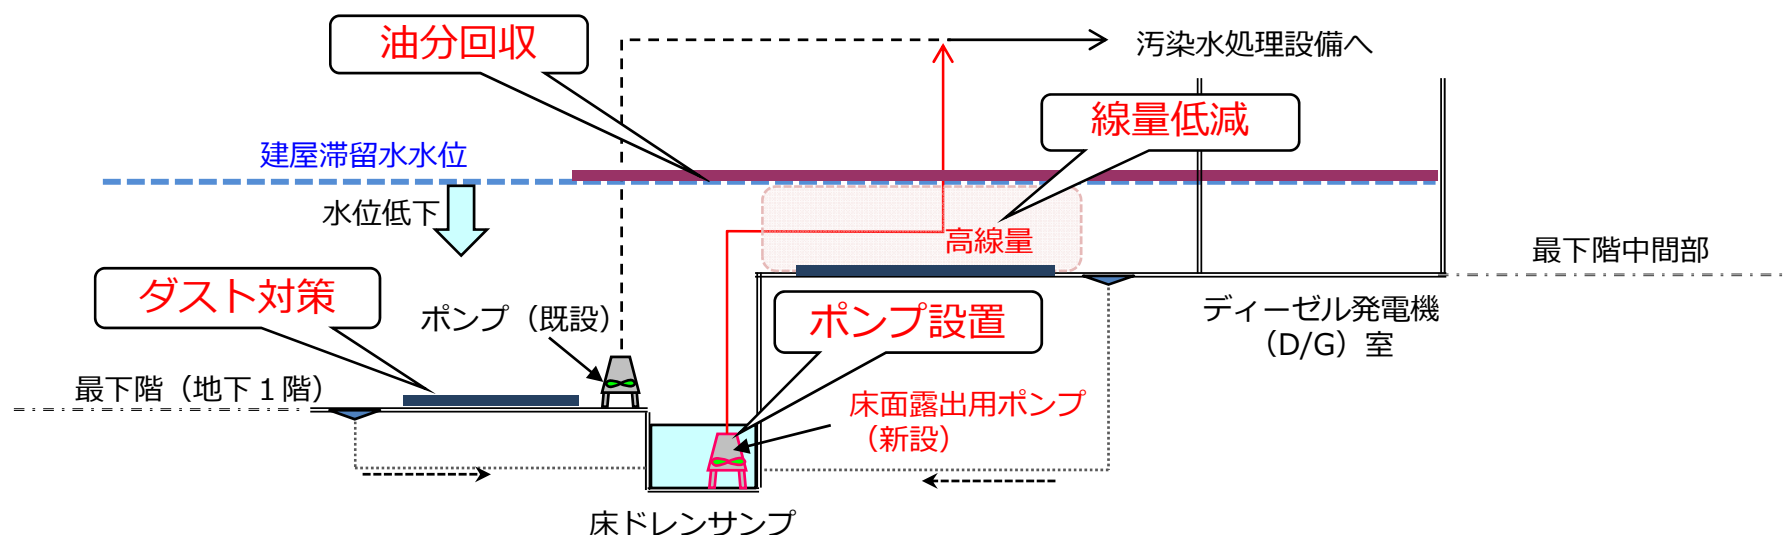 油分回収
汚染水処理設備へ
線量低減
建屋滞留水水位
水位低下
高線量
最下階中間部
ダスト対策
ポンプ（既設）
ポンプ設置
ディーゼル発電機
（D/G）室
最下階（地下１階）
床面露出用ポンプ
（新設）
床ドレンサンプ